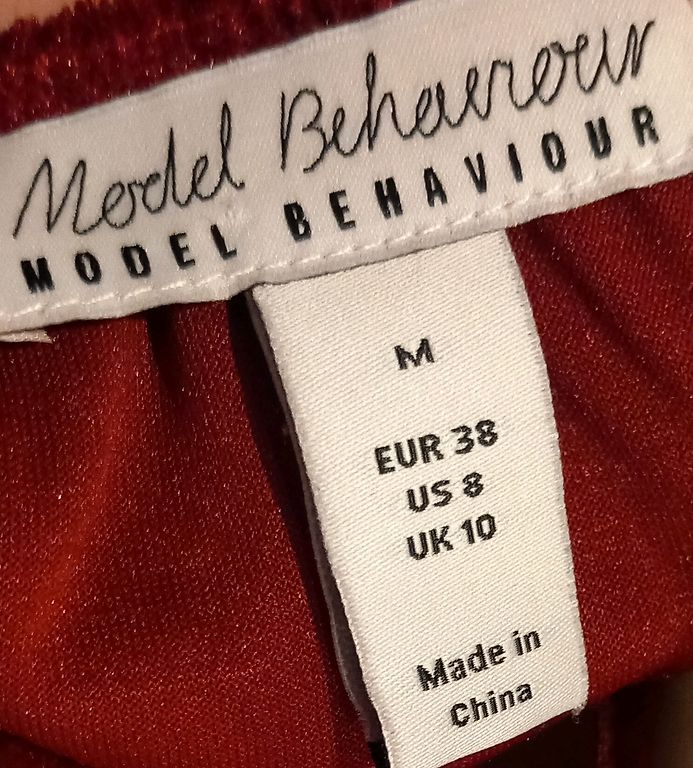 Model Behaviour
MODEL BEHAVIOUR
M
EUR 38
US 8
UK 10
Made in
China